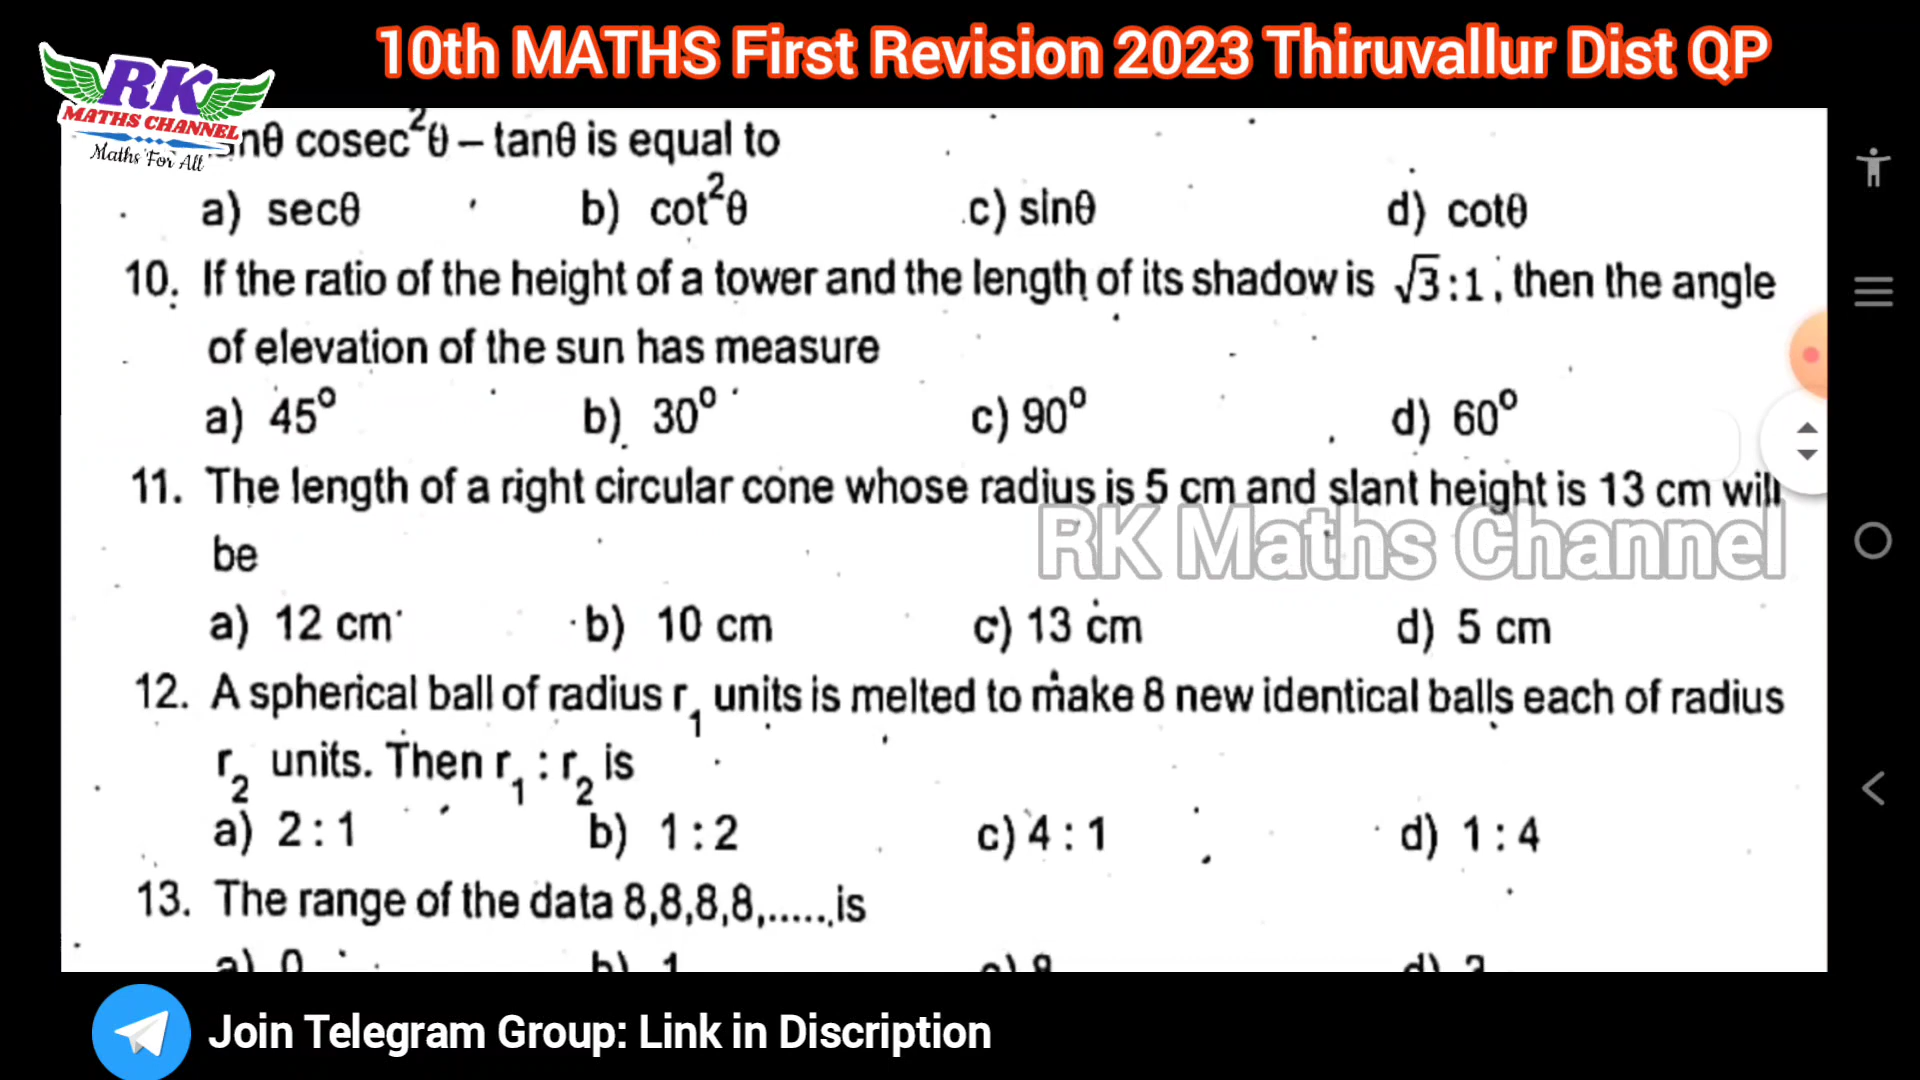 10th MATHS First Revision 2023 Thiruvallur Dist QP
RK
MATHS CHANNEL
Maths For All
cosec²θ – tanθ is equal to
a) secθ b) cot²θ c) sinθ d) cotθ
10. If the ratio of the height of a tower and the length of its shadow is √3:1, then the angle
of elevation of the sun has measure
a) 45⁰ b) 30⁰ c) 90⁰ d) 60⁰
11. The length of a right circular cone whose radius is 5 cm and slant height is 13 cm will
be
RK Maths Channel
a) 12 cm b) 10 cm c) 13 cm d) 5 cm
12. A spherical ball of radius r₁ units is melted to make 8 new identical balls each of radius
r₂ units. Then r₁ : r₂ is
a) 2 : 1 b) 1 : 2 c) 4 : 1 d) 1 : 4
13. The range of the data 8,8,8,8,......is
a) 0 b) 1
Join Telegram Group: Link in Discription